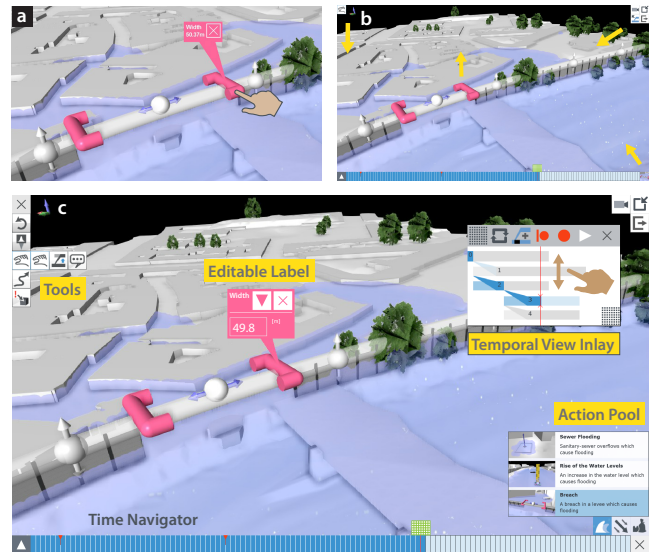 a
Width
50.27m
b
c
Tools
Editable Label
Width
49.8
[m]
1
2
3
4
Temporal View Inlay
Action Pool
Sewer Flooding
Sanitary-sewer overflows which
cause flooding
Rise of the Water Levels
An increase in the water level which
causes flooding
Breach
A breach in a levee which causes
flooding
Time Navigator